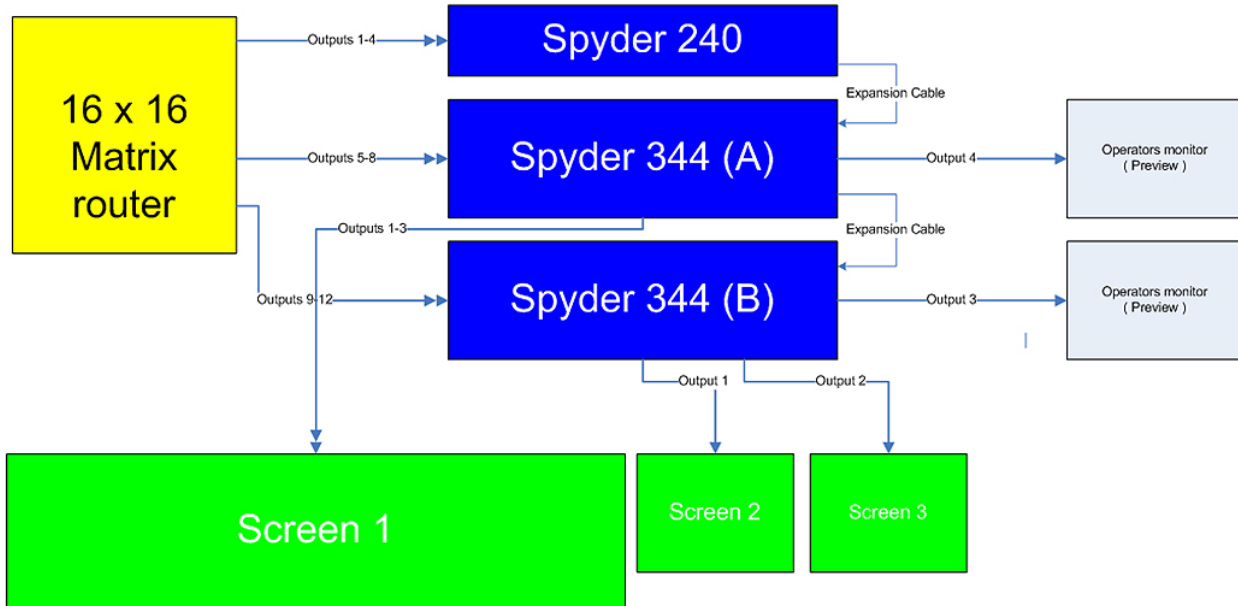 16 x 16
Matrix
router
Outputs 1-4
Spyder 240
Expansion Cable
Outputs 5-8
Spyder 344 (A)
Output 4
Operators monitor
( Preview )
Outputs 1-3
Expansion Cable
Outputs 9-12
Spyder 344 (B)
Output 3
Operators monitor
( Preview )
Output 1
Output 2
Screen 1
Screen 2
Screen 3